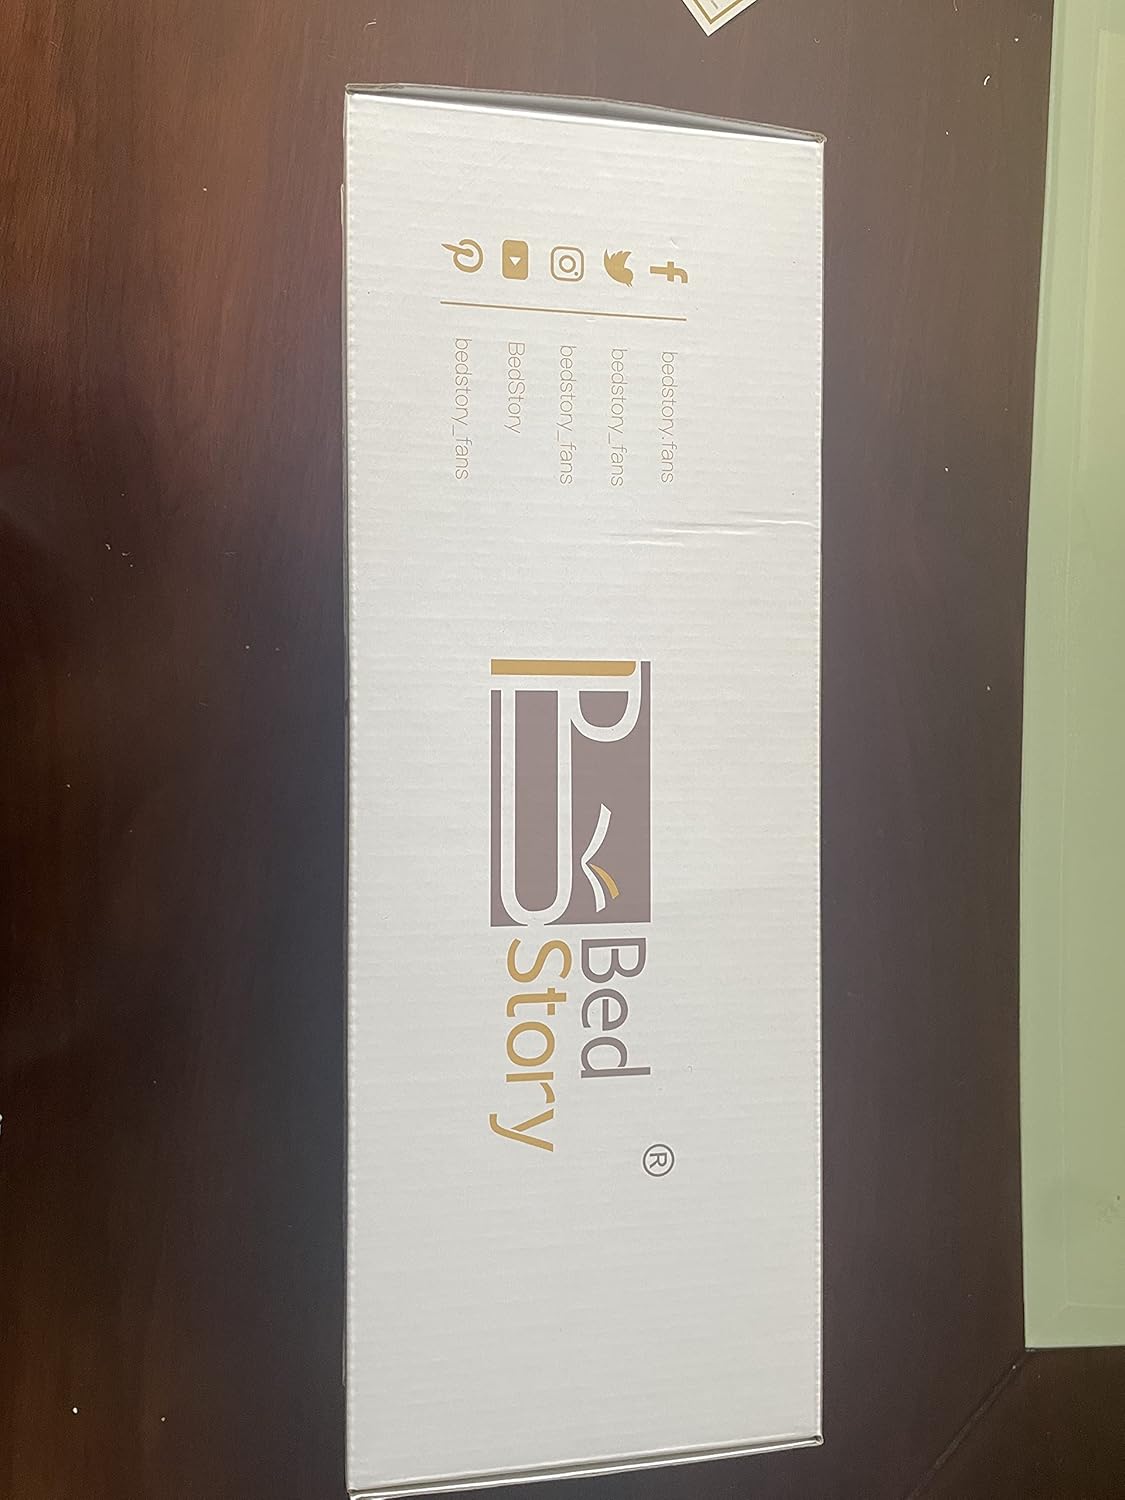 bedstory.fans
bedstory_fans
bedstory_fans
BedStory
bedstory_fans
Bed
Story
®